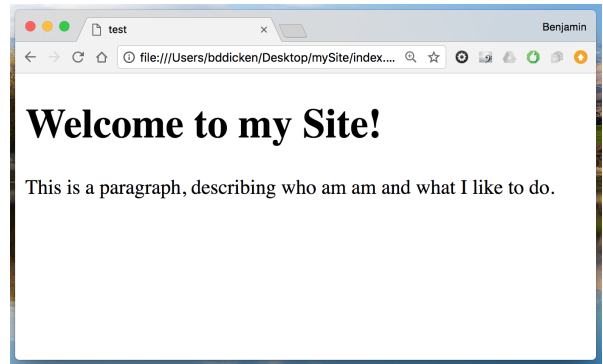 test
Benjamin
file:///Users/bddicken/Desktop/mySite/index....
Welcome to my Site!
This is a paragraph, describing who am am and what I like to do.